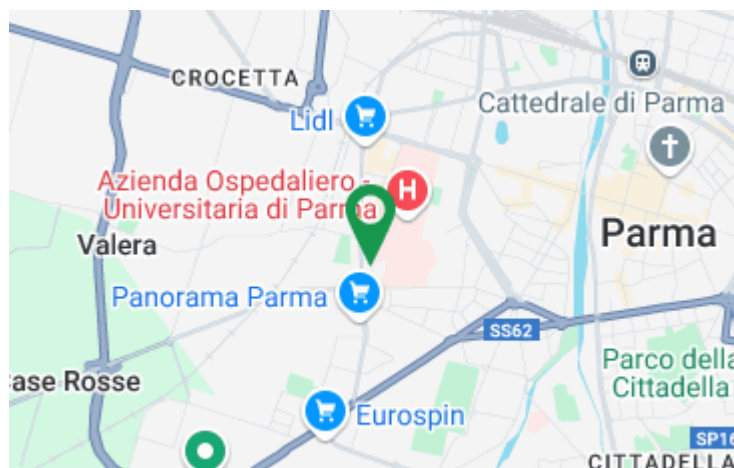 CROCETTA
Lidl
Cattedrale di Parma
Azienda Ospedaliero -
Universitaria di Parma
H
Valera
Parma
Panorama Parma
SS62
Parco della
Cittadella
Case Rosse
Eurospin
SP16
CITTADELLA